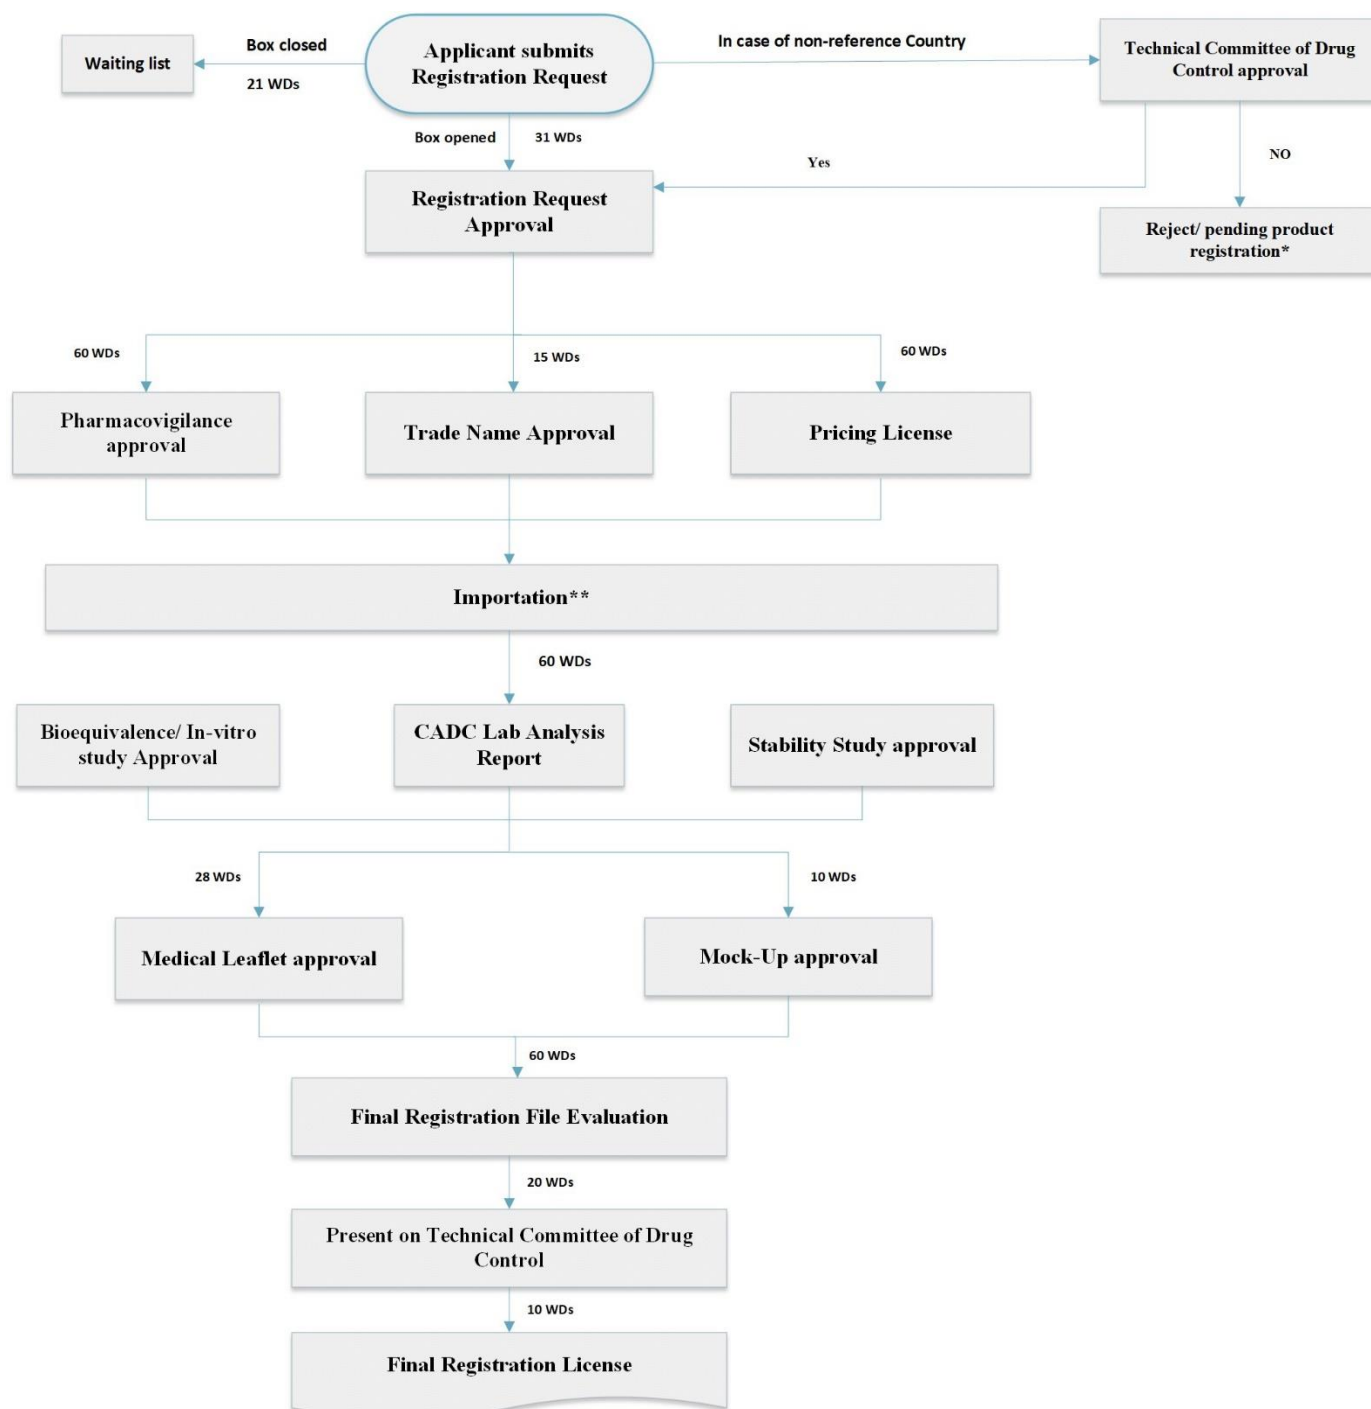 Box closed
Applicant submits
Registration Request
In case of non-reference Country
Technical Committee of Drug
Control approval
Waiting list
21 WDs
Box opened
31 WDs
Yes
NO
Registration Request
Approval
Reject/ pending product
registration*
60 WDs
15 WDs
60 WDs
Pharmacovigilance
approval
Trade Name Approval
Pricing License
Importation**
60 WDs
Bioequivalence/ In-vitro
study Approval
CADC Lab Analysis
Report
Stability Study approval
28 WDs
10 WDs
Medical Leaflet approval
Mock-Up approval
60 WDs
Final Registration File Evaluation
20 WDs
Present on Technical Committee of Drug
Control
10 WDs
Final Registration License